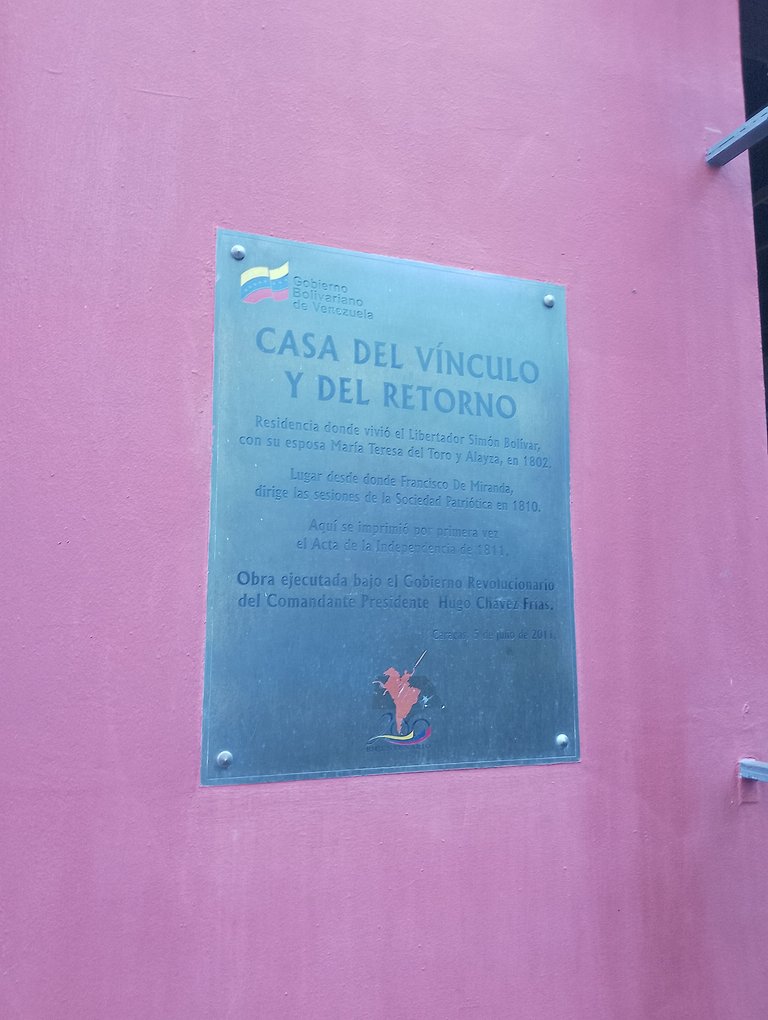 Gobierno
Bolivariano
de Venezuela
CASA DEL VÍNCULO
Y DEL RETORNO
Residencia donde vivió el Libertador Simón Bolívar,
con su esposa María Teresa del Toro y Alayza, en 1802.
Lugar desde donde Francisco De Miranda,
dirige las sesiones de la Sociedad Patriótica en 1810.
Aquí se imprimió por primera vez
el Acta de la Independencia de 1811.
Obra ejecutada bajo el Gobierno Revolucionario
del Comandante Presidente Hugo Chávez Frías.
Caracas, 5 de julio de 2011.
200